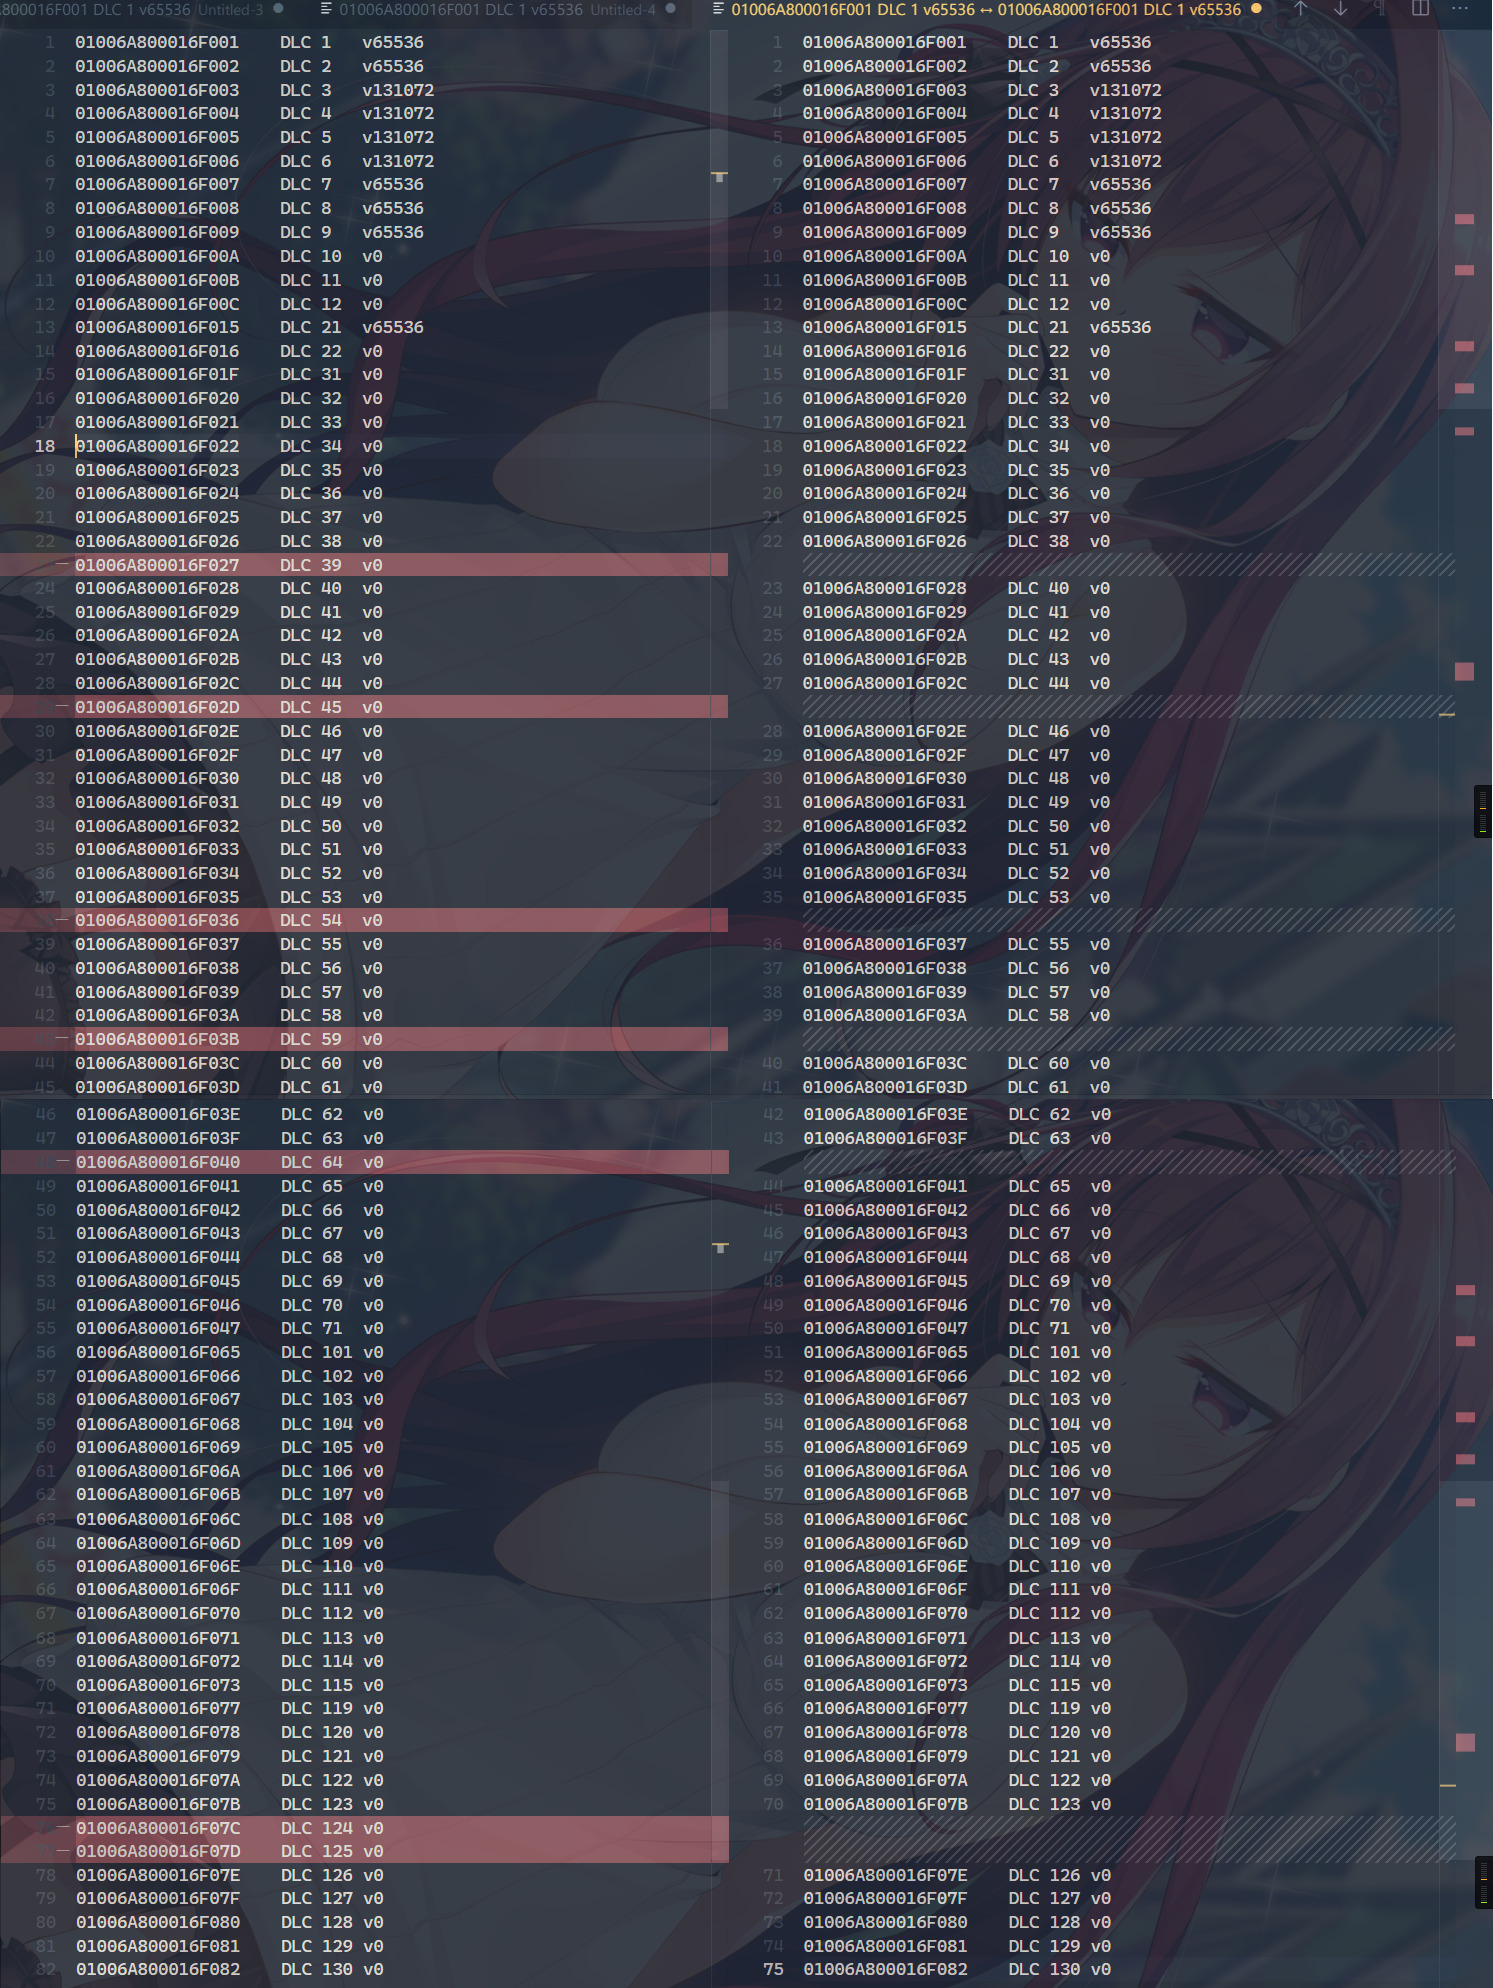 800016F001 DLC 1 v65536 Untitled-3
01006A800016F001 DLC 1 v65536 Untitled-4
01006A800016F001 DLC 1 v65536 ↔ 01006A800016F001 DLC 1 v65536
1 01006A800016F001 DLC 1 v65536
2 01006A800016F002 DLC 2 v65536
3 01006A800016F003 DLC 3 v131072
4 01006A800016F004 DLC 4 v131072
5 01006A800016F005 DLC 5 v131072
6 01006A800016F006 DLC 6 v131072
7 01006A800016F007 DLC 7 v65536
8 01006A800016F008 DLC 8 v65536
9 01006A800016F009 DLC 9 v65536
10 01006A800016F00A DLC 10 v0
11 01006A800016F00B DLC 11 v0
12 01006A800016F00C DLC 12 v0
13 01006A800016F015 DLC 21 v65536
14 01006A800016F016 DLC 22 v0
15 01006A800016F01F DLC 31 v0
16 01006A800016F020 DLC 32 v0
17 01006A800016F021 DLC 33 v0
18 01006A800016F022 DLC 34 v0
19 01006A800016F023 DLC 35 v0
20 01006A800016F024 DLC 36 v0
21 01006A800016F025 DLC 37 v0
22 01006A800016F026 DLC 38 v0
01006A800016F027 DLC 39 v0
24 01006A800016F028 DLC 40 v0
25 01006A800016F029 DLC 41 v0
26 01006A800016F02A DLC 42 v0
27 01006A800016F02B DLC 43 v0
28 01006A800016F02C DLC 44 v0
01006A800016F02D DLC 45 v0
30 01006A800016F02E DLC 46 v0
31 01006A800016F02F DLC 47 v0
32 01006A800016F030 DLC 48 v0
33 01006A800016F031 DLC 49 v0
34 01006A800016F032 DLC 50 v0
35 01006A800016F033 DLC 51 v0
36 01006A800016F034 DLC 52 v0
37 01006A800016F035 DLC 53 v0
01006A800016F036 DLC 54 v0
39 01006A800016F037 DLC 55 v0
40 01006A800016F038 DLC 56 v0
41 01006A800016F039 DLC 57 v0
42 01006A800016F03A DLC 58 v0
01006A800016F03B DLC 59 v0
44 01006A800016F03C DLC 60 v0
45 01006A800016F03D DLC 61 v0
46 01006A800016F03E DLC 62 v0
47 01006A800016F03F DLC 63 v0
01006A800016F040 DLC 64 v0
49 01006A800016F041 DLC 65 v0
50 01006A800016F042 DLC 66 v0
51 01006A800016F043 DLC 67 v0
52 01006A800016F044 DLC 68 v0
53 01006A800016F045 DLC 69 v0
54 01006A800016F046 DLC 70 v0
55 01006A800016F047 DLC 71 v0
56 01006A800016F065 DLC 101 v0
57 01006A800016F066 DLC 102 v0
58 01006A800016F067 DLC 103 v0
59 01006A800016F068 DLC 104 v0
60 01006A800016F069 DLC 105 v0
61 01006A800016F06A DLC 106 v0
62 01006A800016F06B DLC 107 v0
63 01006A800016F06C DLC 108 v0
64 01006A800016F06D DLC 109 v0
65 01006A800016F06E DLC 110 v0
66 01006A800016F06F DLC 111 v0
67 01006A800016F070 DLC 112 v0
68 01006A800016F071 DLC 113 v0
69 01006A800016F072 DLC 114 v0
70 01006A800016F073 DLC 115 v0
71 01006A800016F077 DLC 119 v0
72 01006A800016F078 DLC 120 v0
73 01006A800016F079 DLC 121 v0
74 01006A800016F07A DLC 122 v0
75 01006A800016F07B DLC 123 v0
01006A800016F07C DLC 124 v0
01006A800016F07D DLC 125 v0
78 01006A800016F07E DLC 126 v0
79 01006A800016F07F DLC 127 v0
80 01006A800016F080 DLC 128 v0
81 01006A800016F081 DLC 129 v0
82 01006A800016F082 DLC 130 v0
1 01006A800016F001 DLC 1 v65536
2 01006A800016F002 DLC 2 v65536
3 01006A800016F003 DLC 3 v131072
4 01006A800016F004 DLC 4 v131072
5 01006A800016F005 DLC 5 v131072
6 01006A800016F006 DLC 6 v131072
7 01006A800016F007 DLC 7 v65536
8 01006A800016F008 DLC 8 v65536
9 01006A800016F009 DLC 9 v65536
10 01006A800016F00A DLC 10 v0
11 01006A800016F00B DLC 11 v0
12 01006A800016F00C DLC 12 v0
13 01006A800016F015 DLC 21 v65536
14 01006A800016F016 DLC 22 v0
15 01006A800016F01F DLC 31 v0
16 01006A800016F020 DLC 32 v0
17 01006A800016F021 DLC 33 v0
18 01006A800016F022 DLC 34 v0
19 01006A800016F023 DLC 35 v0
20 01006A800016F024 DLC 36 v0
21 01006A800016F025 DLC 37 v0
22 01006A800016F026 DLC 38 v0
23 01006A800016F028 DLC 40 v0
24 01006A800016F029 DLC 41 v0
25 01006A800016F02A DLC 42 v0
26 01006A800016F02B DLC 43 v0
27 01006A800016F02C DLC 44 v0
28 01006A800016F02E DLC 46 v0
29 01006A800016F02F DLC 47 v0
30 01006A800016F030 DLC 48 v0
31 01006A800016F031 DLC 49 v0
32 01006A800016F032 DLC 50 v0
33 01006A800016F033 DLC 51 v0
34 01006A800016F034 DLC 52 v0
35 01006A800016F035 DLC 53 v0
36 01006A800016F037 DLC 55 v0
37 01006A800016F038 DLC 56 v0
38 01006A800016F039 DLC 57 v0
39 01006A800016F03A DLC 58 v0
40 01006A800016F03C DLC 60 v0
41 01006A800016F03D DLC 61 v0
42 01006A800016F03E DLC 62 v0
43 01006A800016F03F DLC 63 v0
44 01006A800016F041 DLC 65 v0
45 01006A800016F042 DLC 66 v0
46 01006A800016F043 DLC 67 v0
47 01006A800016F044 DLC 68 v0
48 01006A800016F045 DLC 69 v0
49 01006A800016F046 DLC 70 v0
50 01006A800016F047 DLC 71 v0
51 01006A800016F065 DLC 101 v0
52 01006A800016F066 DLC 102 v0
53 01006A800016F067 DLC 103 v0
54 01006A800016F068 DLC 104 v0
55 01006A800016F069 DLC 105 v0
56 01006A800016F06A DLC 106 v0
57 01006A800016F06B DLC 107 v0
58 01006A800016F06C DLC 108 v0
59 01006A800016F06D DLC 109 v0
60 01006A800016F06E DLC 110 v0
61 01006A800016F06F DLC 111 v0
62 01006A800016F070 DLC 112 v0
63 01006A800016F071 DLC 113 v0
64 01006A800016F072 DLC 114 v0
65 01006A800016F073 DLC 115 v0
66 01006A800016F077 DLC 119 v0
67 01006A800016F078 DLC 120 v0
68 01006A800016F079 DLC 121 v0
69 01006A800016F07A DLC 122 v0
70 01006A800016F07B DLC 123 v0
71 01006A800016F07E DLC 126 v0
72 01006A800016F07F DLC 127 v0
73 01006A800016F080 DLC 128 v0
74 01006A800016F081 DLC 129 v0
75 01006A800016F082 DLC 130 v0